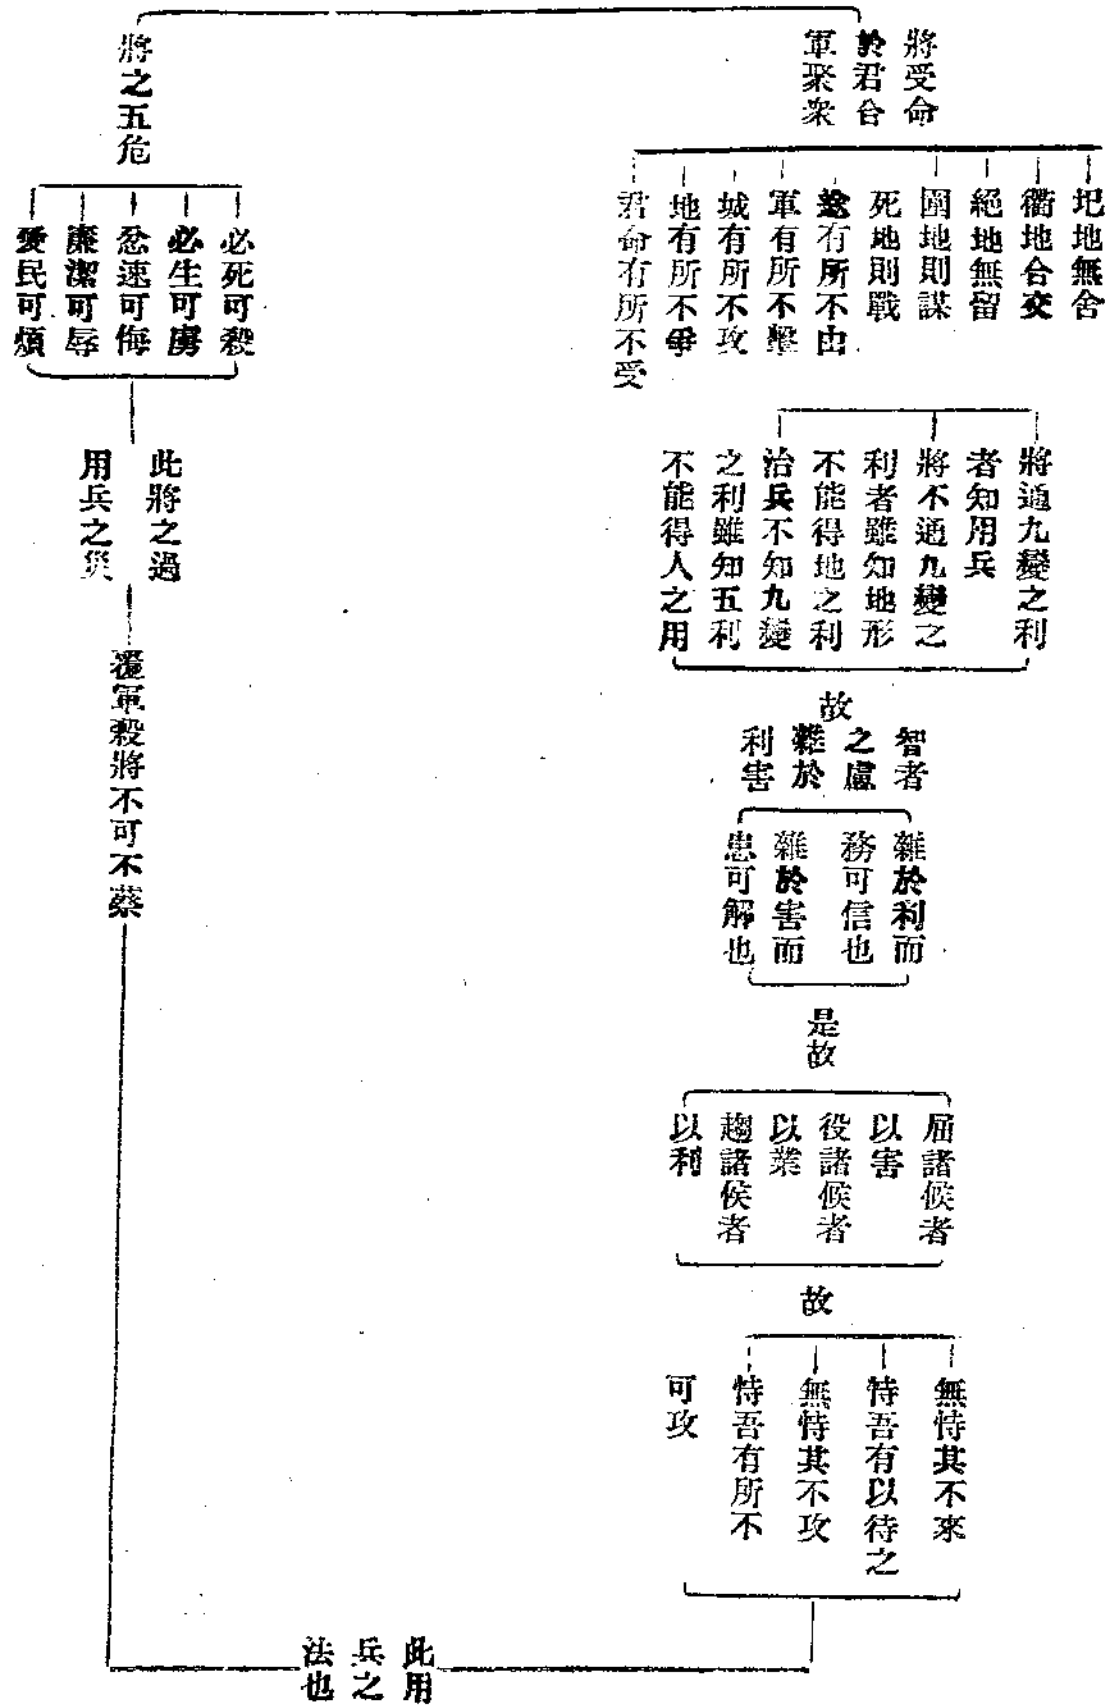 將受命
於君合
軍聚衆
圮地無舍
衢地合交
絕地無留
圍地則謀
死地則戰
途有所不由
軍有所不擊
城有所不攻
地有所不爭
君命有所不受
將通九變之利
者知用兵
將不通九變之
利者雖知地形
不能得地之利
治兵不知九變
之利雖知五利
不能得人之用
故
智者
之慮
雜於
利害
雜於利而
務可信也
雜於害而
患可解也
是故
屈諸候者
以害
役諸候者
以業
趨諸侯者
以利
故
無恃其不來
恃吾有以待之
無恃其不攻
恃吾有所不
可攻
將之五危
必死可殺
必生可虜
忿速可侮
廉潔可辱
愛民可煩
此將之過
用兵之災
覆軍殺將不可不蔡
此用
兵之
法也